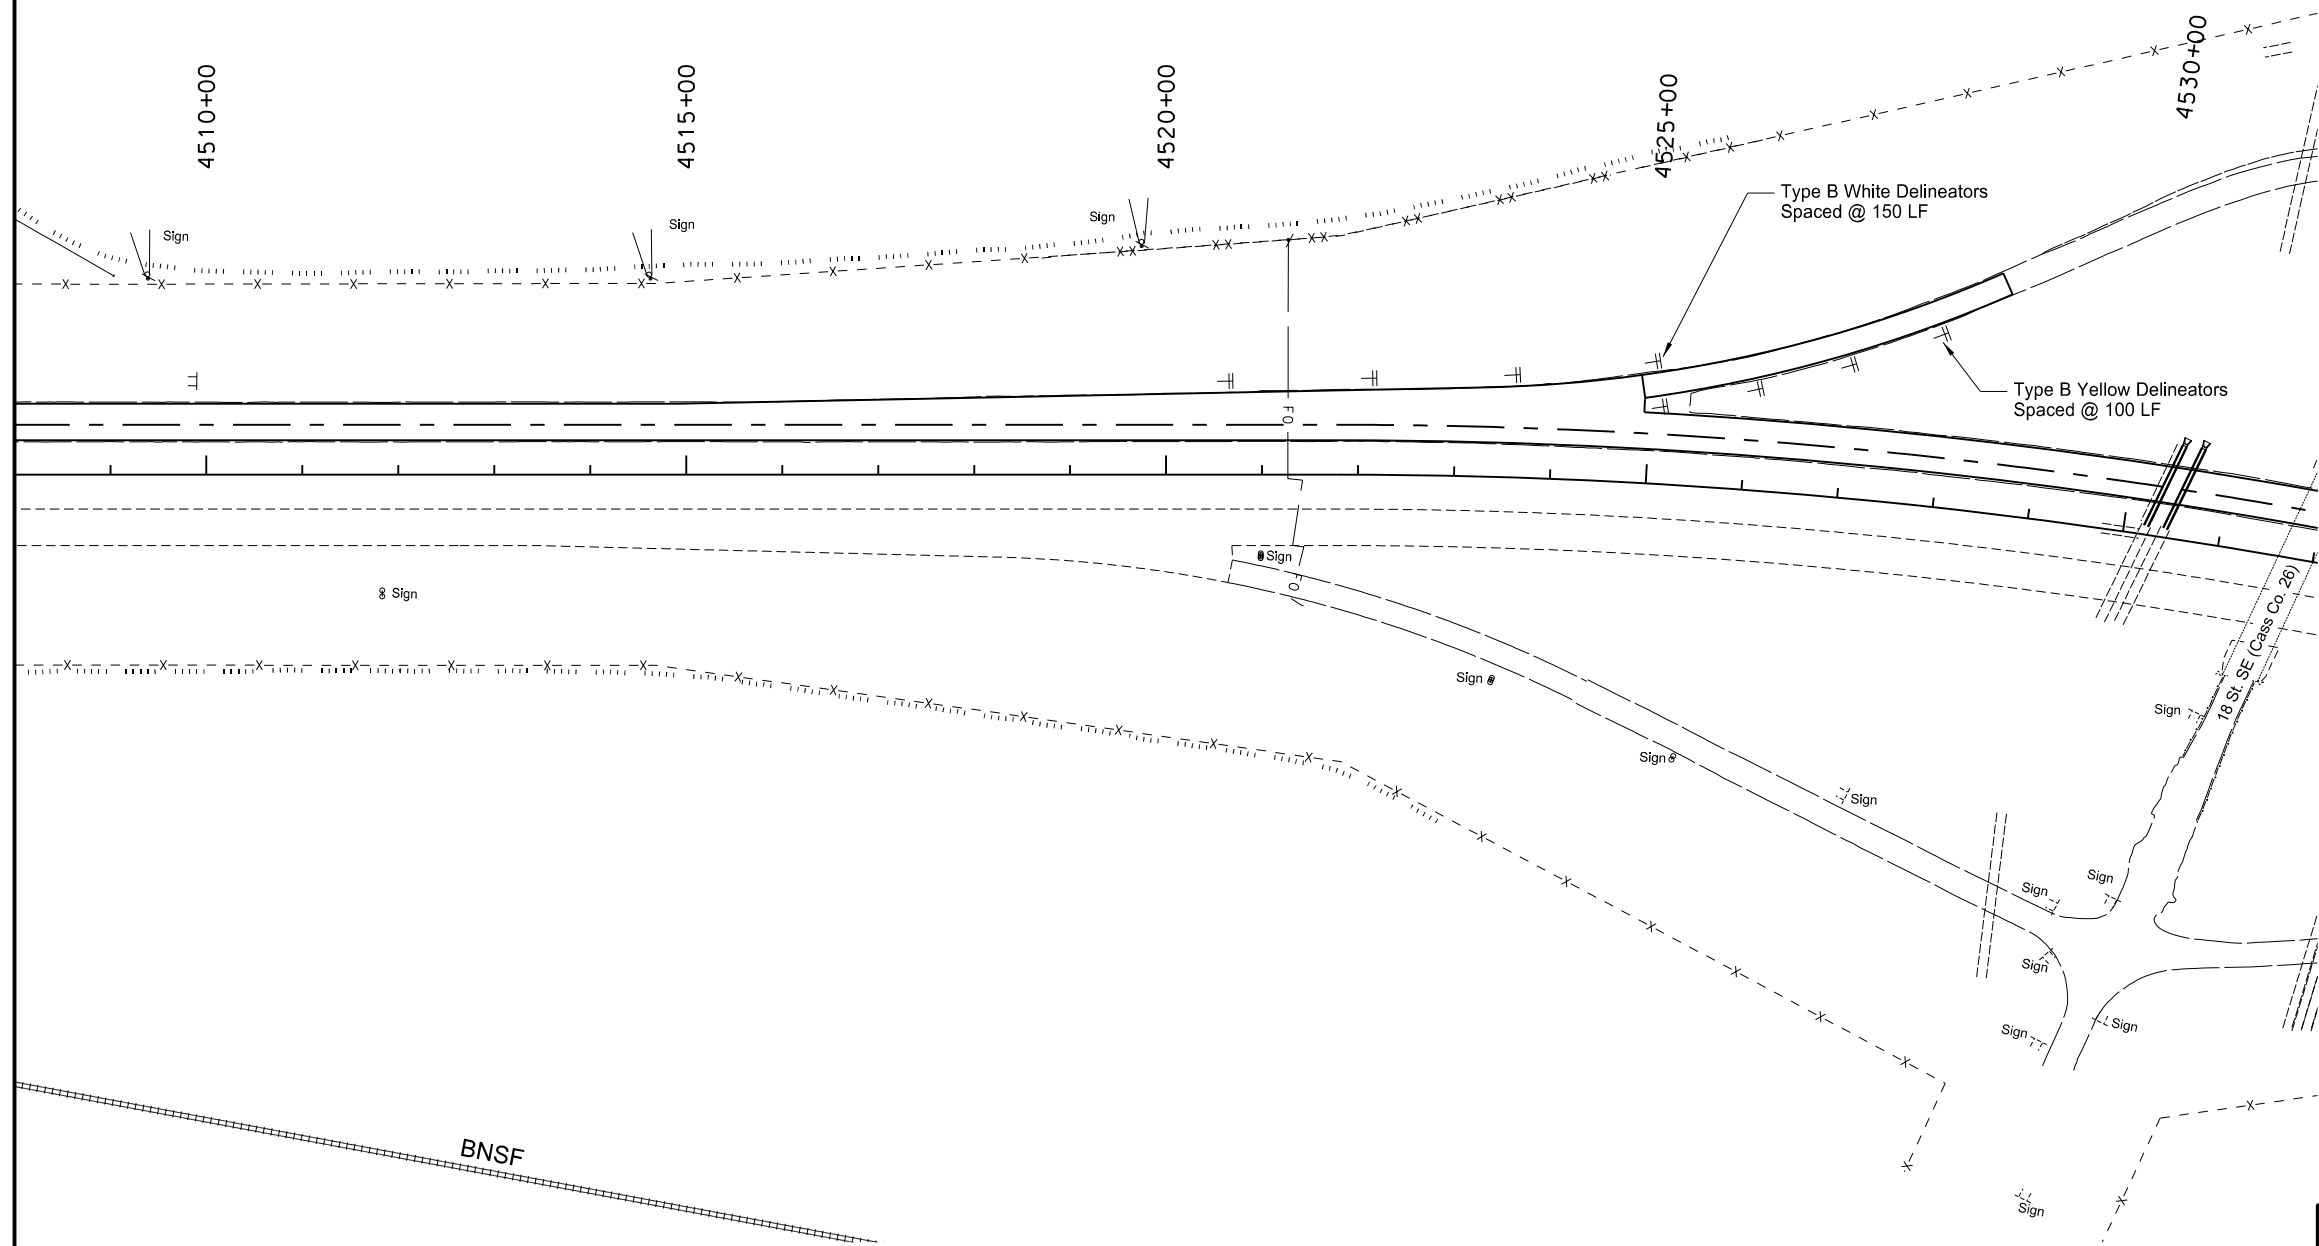 4510+00
4515+00
4520+00
4525+00
4530+00
Type B White Delineators
Spaced @ 150 LF
Sign
Sign
Sign
Type B Yellow Delineators
Spaced @ 100 LF
FO
Sign
FO
Sign
18 St. SE (Cass Co. 26)
Sign
Sign
Sign
Sign
Sign
Sign
Sign
Sign
Sign
Sign
BNSF
Sign